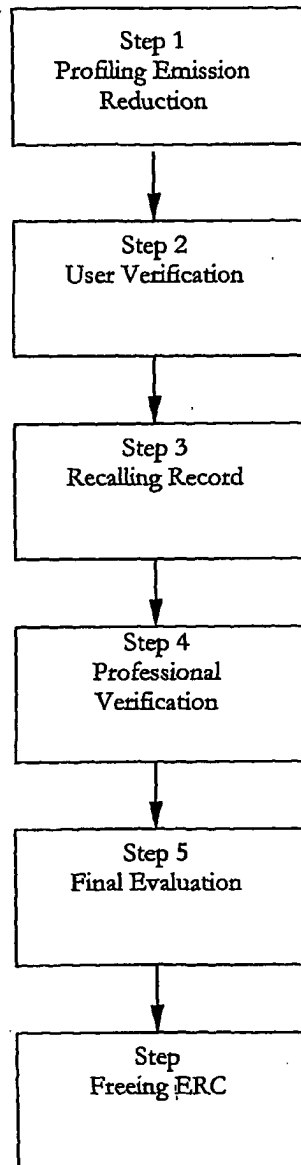 Step 1
Profiling Emission
Reduction
Step 2
User Verification
Step 3
Recalling Record
Step 4
Professional
Verification
Step 5
Final Evaluation
Step
Freeing ERC